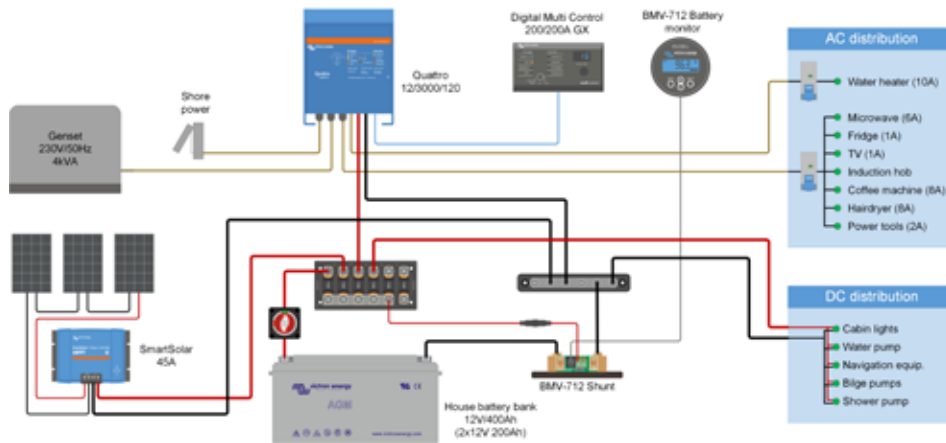 Digital Multi Control
200/200A GX
BMV-712 Battery
monitor
AC distribution
Quattro
12/3000/120
Water heater (10A)
Shore
power
Genset
230V/50Hz
4kVA
Microwave (6A)
Fridge (1A)
TV (1A)
Induction hob
Coffee machine (8A)
Hairdryer (8A)
Power tools (2A)
DC distribution
SmartSolar
45A
Cabin lights
Water pump
Navigation equip.
Bilge pumps
Shower pump
victron energy
AGM
BMV-712 Shunt
House battery bank
12V/400Ah
(2x12V 200Ah)